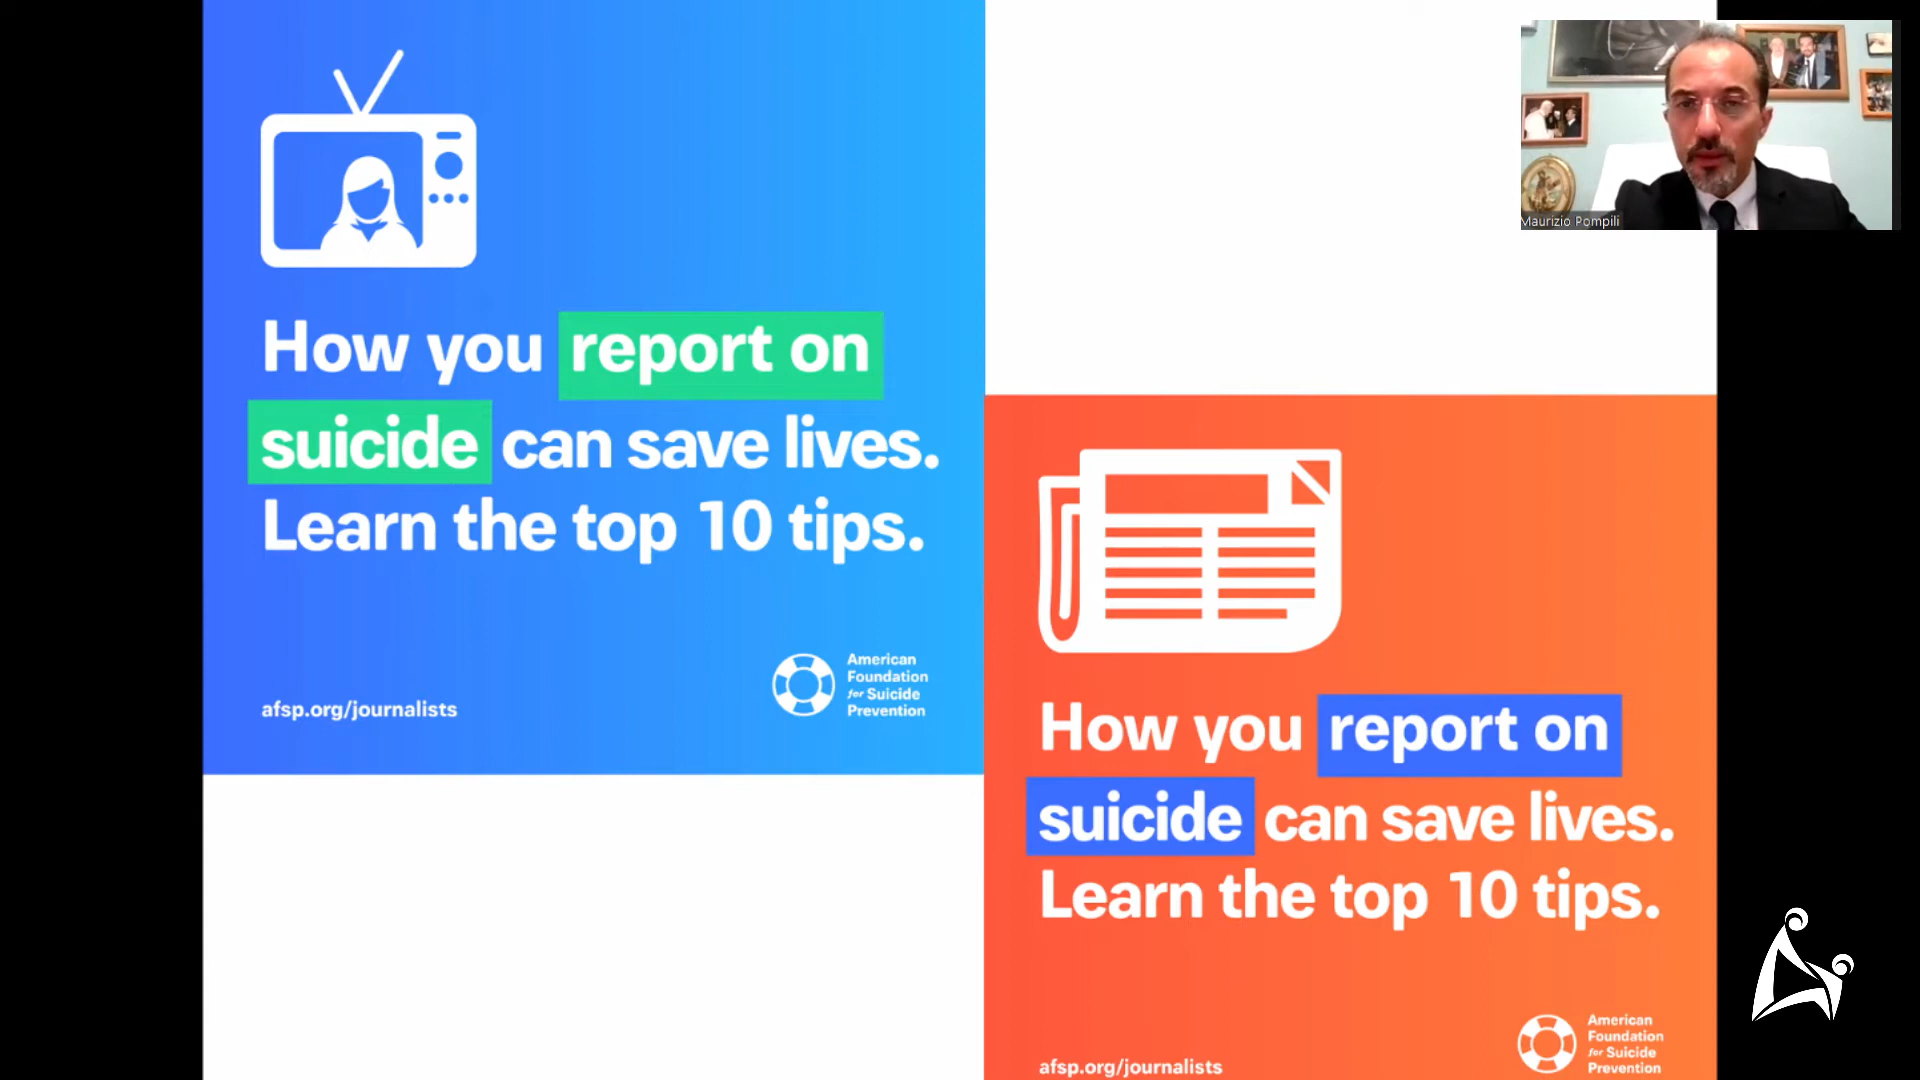 How you report on
suicide can save lives.
Learn the top 10 tips.
afsp.org/journalists
American
Foundation
for Suicide
Prevention
Maurizio Pompili
How you report on
suicide can save lives.
Learn the top 10 tips.
afsp.org/journalists
American
Foundation
for Suicide
Prevention